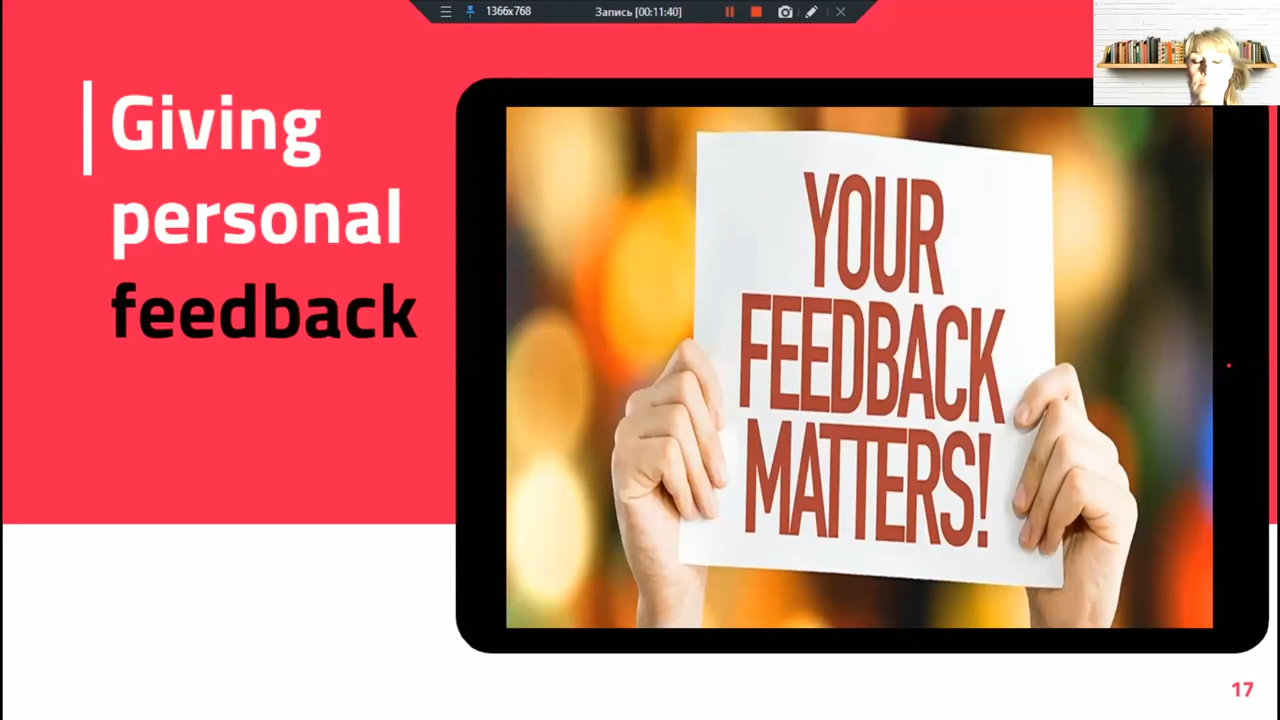 1366x768
Запись [00:11:40]
Giving
personal
feedback
YOUR
FEEDBACK
MATTERS!
17